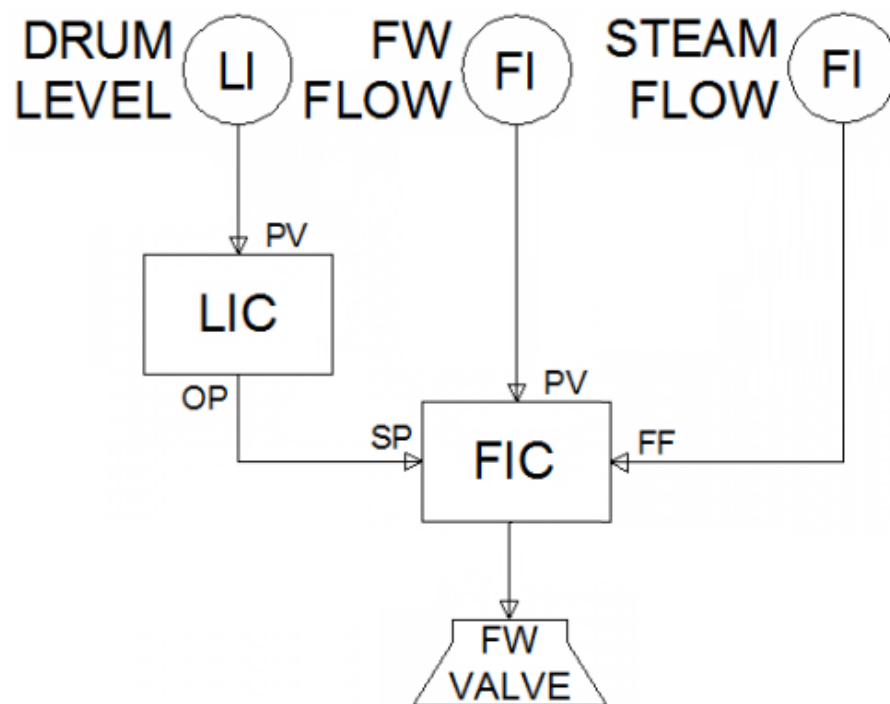 DRUM
LEVEL
LI
FW
FLOW
FI
STEAM
FLOW
FI
PV
LIC
OP
PV
SP
FIC
FF
FW
VALVE